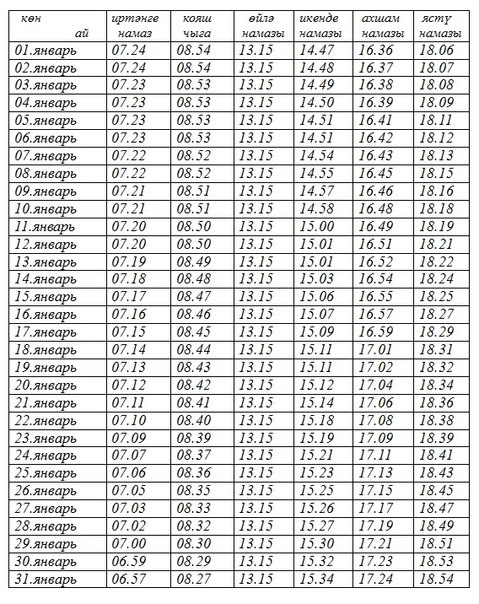 көн иртәнге кояш өйлә икенде ахшам ясту
ай намаз чыга намазы намазы намазы намазы
01.январь 07.24 08.54 13.15 14.47 16.36 18.06
02.январь 07.24 08.54 13.15 14.48 16.37 18.07
03.январь 07.23 08.53 13.15 14.49 16.38 18.08
04.январь 07.23 08.53 13.15 14.50 16.39 18.09
05.январь 07.23 08.53 13.15 14.51 16.41 18.11
06.январь 07.23 08.53 13.15 14.51 16.42 18.12
07.январь 07.22 08.52 13.15 14.54 16.43 18.13
08.январь 07.22 08.52 13.15 14.55 16.45 18.15
09.январь 07.21 08.51 13.15 14.57 16.46 18.16
10.январь 07.21 08.51 13.15 14.58 16.48 18.18
11.январь 07.20 08.50 13.15 15.00 16.49 18.19
12.январь 07.20 08.50 13.15 15.01 16.51 18.21
13.январь 07.19 08.49 13.15 15.01 16.52 18.22
14.январь 07.18 08.48 13.15 15.03 16.54 18.24
15.январь 07.17 08.47 13.15 15.06 16.55 18.25
16.январь 07.16 08.46 13.15 15.07 16.57 18.27
17.январь 07.15 08.45 13.15 15.09 16.59 18.29
18.январь 07.14 08.44 13.15 15.11 17.01 18.31
19.январь 07.13 08.43 13.15 15.11 17.02 18.32
20.январь 07.12 08.42 13.15 15.12 17.04 18.34
21.январь 07.11 08.41 13.15 15.14 17.06 18.36
22.январь 07.10 08.40 13.15 15.18 17.08 18.38
23.январь 07.09 08.39 13.15 15.19 17.09 18.39
24.январь 07.07 08.37 13.15 15.21 17.11 18.41
25.январь 07.06 08.36 13.15 15.23 17.13 18.43
26.январь 07.05 08.35 13.15 15.25 17.15 18.45
27.январь 07.03 08.33 13.15 15.26 17.17 18.47
28.январь 07.02 08.32 13.15 15.27 17.19 18.49
29.январь 07.00 08.30 13.15 15.30 17.21 18.51
30.январь 06.59 08.29 13.15 15.32 17.23 18.53
31.январь 06.57 08.27 13.15 15.34 17.24 18.54